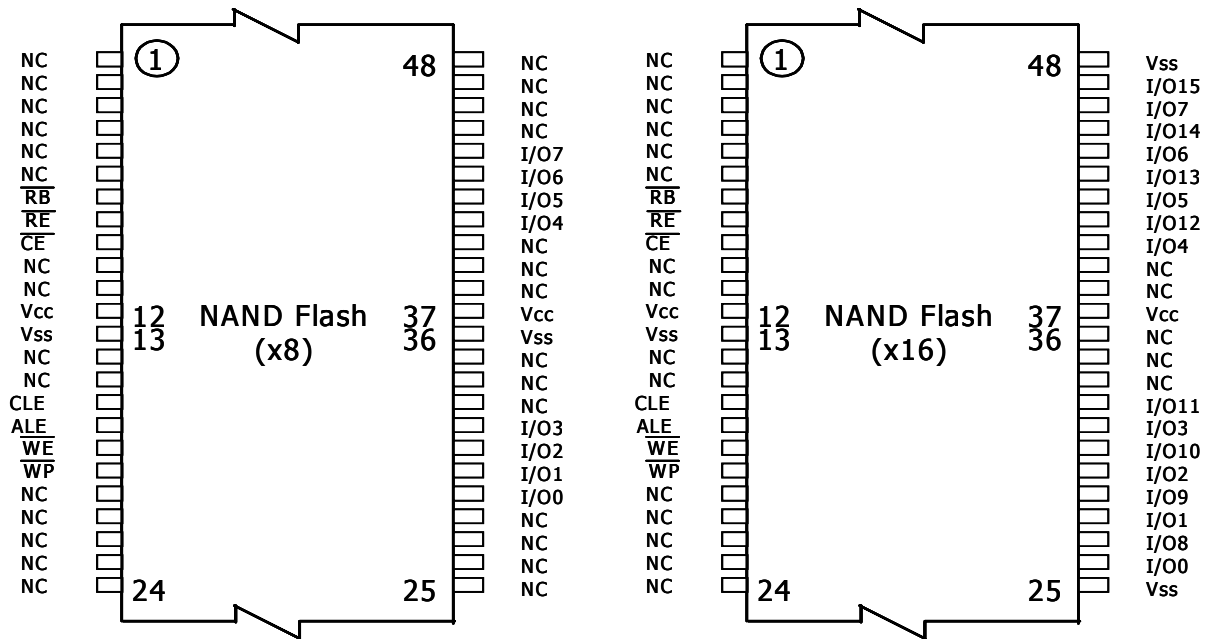 NC 1 48 NC
NC NC
NC NC
NC NC
NC I/O7
NC I/O6
RB I/O5
RE I/O4
CE NC
NC NC
NC NC
Vcc 12 NAND Flash 37 Vcc
Vss 13 (x8) 36 Vss
NC NC
NC NC
CLE NC
ALE I/O3
WE I/O2
WP I/O1
NC I/O0
NC NC
NC NC
NC NC
NC 24 25 NC
NC 1 48 Vss
NC I/O15
NC I/O7
NC I/O14
NC I/O6
NC I/O13
RB I/O5
RE I/O12
CE I/O4
NC NC
NC NC
Vcc 12 NAND Flash 37 Vcc
Vss 13 (x16) 36 NC
NC NC
NC NC
CLE I/O11
ALE I/O3
WE I/O10
WP I/O2
NC I/O9
NC I/O1
NC I/O8
NC I/O0
NC 24 25 Vss